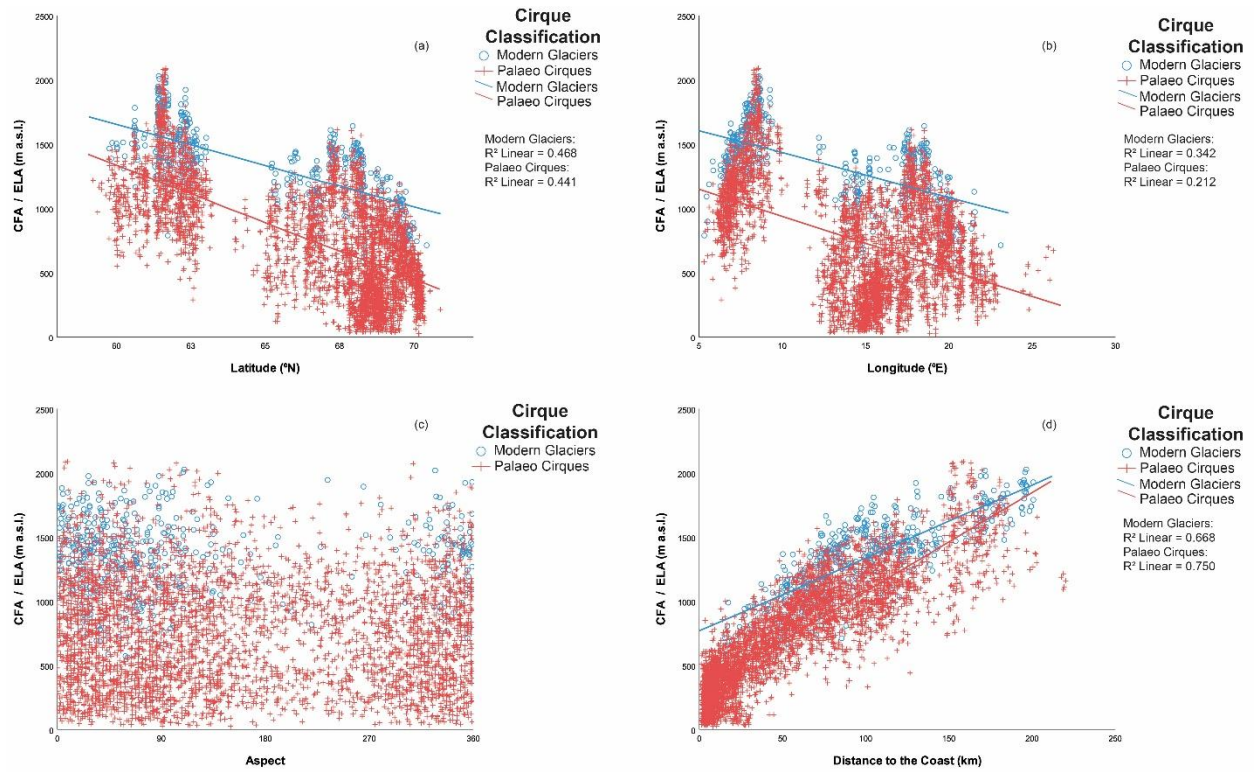 Cirque
Classification
Modern Glaciers
Palaeo Cirques
Modern Glaciers
Palaeo Cirques
Modern Glaciers:
R² Linear = 0.468
Palaeo Cirques:
R² Linear = 0.441
(a)
2500
2000
1500
1000
500
0
CFA / ELA (m a.s.l.)
60
63
65
68
70
Latitude (ºN)
Cirque
Classification
Modern Glaciers
Palaeo Cirques
Modern Glaciers
Palaeo Cirques
Modern Glaciers:
R² Linear = 0.342
Palaeo Cirques:
R² Linear = 0.212
(b)
2500
2000
1500
1000
500
0
CFA / ELA (m a.s.l.)
5
10
15
20
25
30
Longitude (ºE)
Cirque
Classification
Modern Glaciers
Palaeo Cirques
(c)
2500
2000
1500
1000
500
0
CFA / ELA (m a.s.l.)
0
90
180
270
360
Aspect
Cirque
Classification
Modern Glaciers
Palaeo Cirques
Modern Glaciers
Palaeo Cirques
Modern Glaciers:
R² Linear = 0.668
Palaeo Cirques:
R² Linear = 0.750
(d)
2500
2000
1500
1000
500
0
CFA / ELA (m a.s.l.)
0
50
100
150
200
250
Distance to the Coast (km)